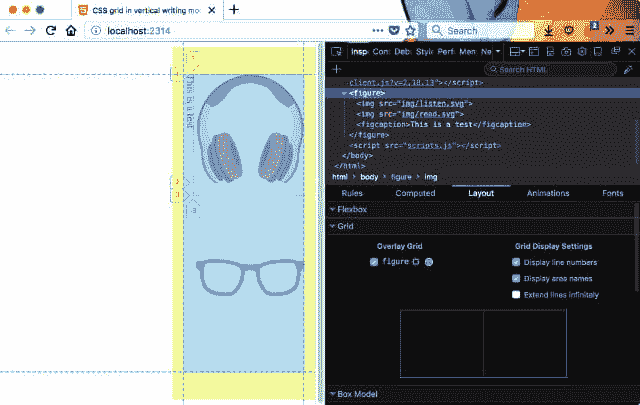 CSS grid in vertical writing mo
localhost:2314
Search
2
Insp
Con
Deb
Styl
Perf
Men
Ne
Search HTML
client.js?v=2.18.13"></script>
<figure>
<img src="img/listen.svg">
<img src="img/read.svg">
<figcaption>This is a test</figcaption>
</figure>
<script src="scripts.js"></script>
</body>
</html>
html > body > figure > img
Rules Computed Layout Animations Fonts
Flexbox
Grid
Overlay Grid
Grid Display Settings
figure
Display line numbers
Display area names
Extend lines infinitely
Box Model
This is a test